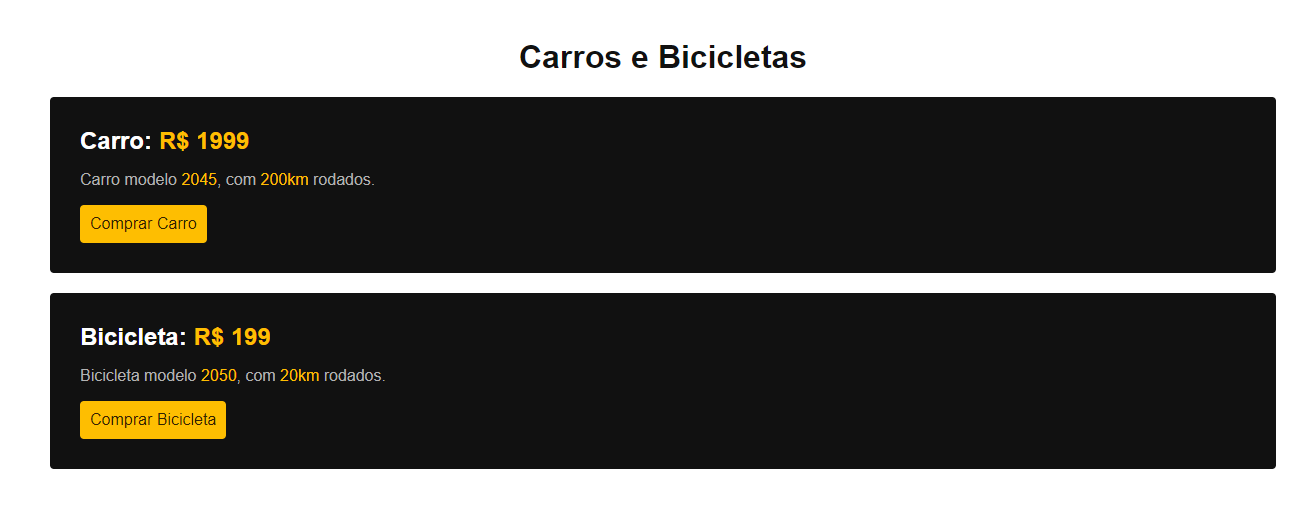 Carros e Bicicletas
Carro: R$ 1999
Carro modelo 2045, com 200km rodados.
Comprar Carro
Bicicleta: R$ 199
Bicicleta modelo 2050, com 20km rodados.
Comprar Bicicleta